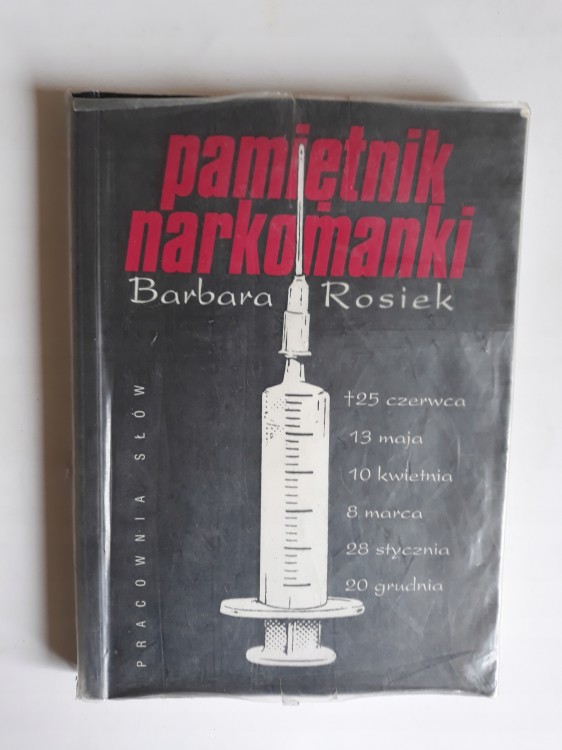 pamiętnik
narkomanki
Barbara Rosiek
†25 czerwca
13 maja
10 kwietnia
8 marca
28 stycznia
20 grudnia
PRACOWNIA SŁÓW